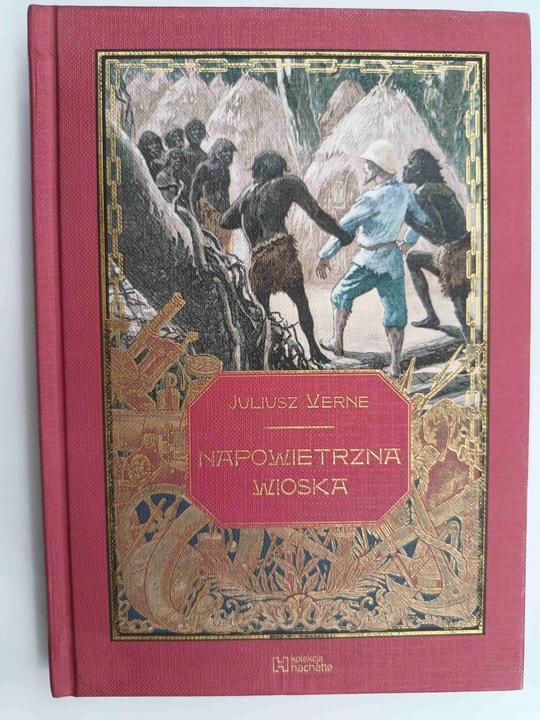 JULIUSZ VERNE
NAPOWIETRZNA
WIOSKA
kolekcja
hachette